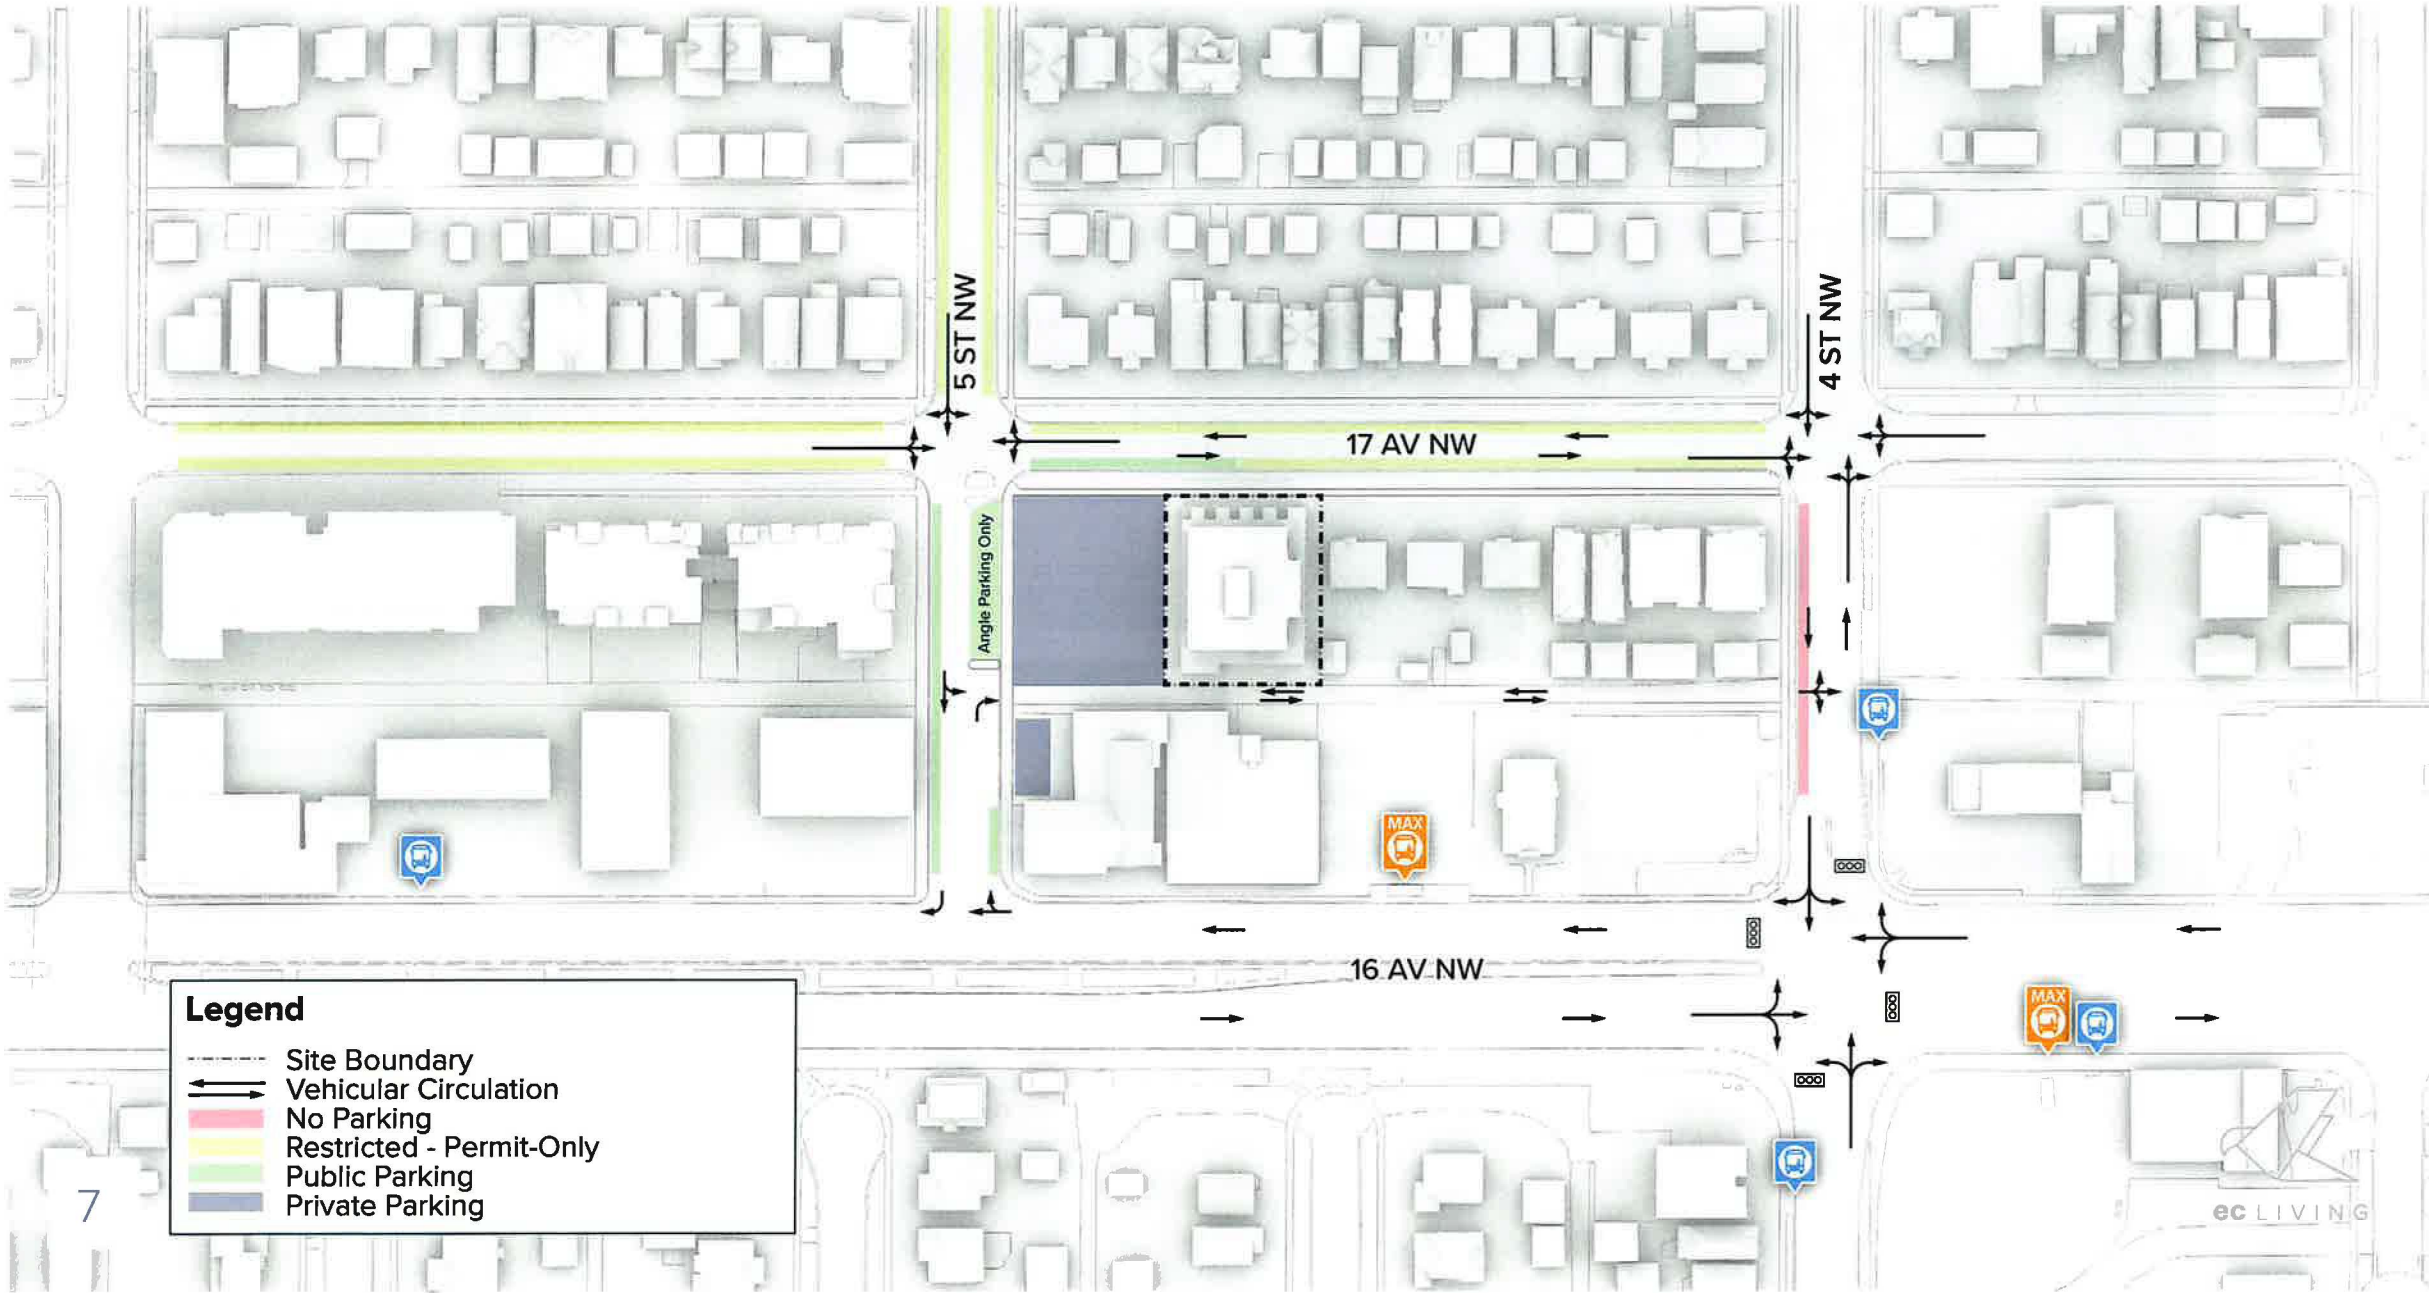 5 ST NW
4 ST NW
17 AV NW
Angle Parking Only
MAX
16 AV NW
MAX
Legend
Site Boundary
Vehicular Circulation
No Parking
Restricted - Permit-Only
Public Parking
Private Parking
7
ec LIVING